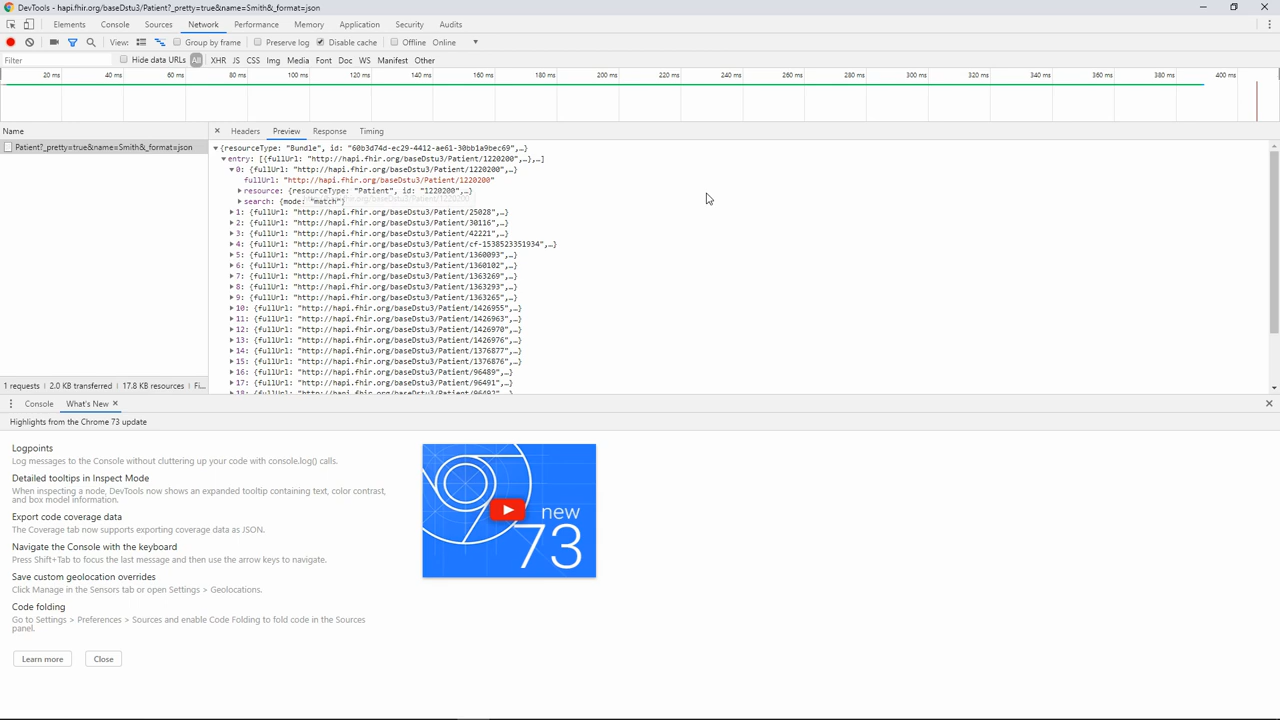 DevTools - hapi.fhir.org/baseDstu3/Patient?_pretty=true&name=Smith&_format=json
Elements Console Sources Network Performance Memory Application Security Audits
View: Group by frame Preserve log Disable cache Offline Online
Filter Hide data URLs All XHR JS CSS Img Media Font Doc WS Manifest Other
20 ms 40 ms 60 ms 80 ms 100 ms 120 ms 140 ms 160 ms 180 ms 200 ms 220 ms 240 ms 260 ms 280 ms 300 ms 320 ms 340 ms 360 ms 380 ms 400 ms
Name
Patient?_pretty=true&name=Smith&_format=json
Headers Preview Response Timing
{resourceType: "Bundle", id: "60b3d74d-ec29-4412-ae61-30bb1a9bec69",…}
entry: [{fullUrl: "http://hapi.fhir.org/baseDstu3/Patient/1220200",…},…]
0: {fullUrl: "http://hapi.fhir.org/baseDstu3/Patient/1220200",…}
fullUrl: "http://hapi.fhir.org/baseDstu3/Patient/1220200"
resource: {resourceType: "Patient", id: "1220200",…}
search: {mode: "match"}
1: {fullUrl: "http://hapi.fhir.org/baseDstu3/Patient/25028",…}
2: {fullUrl: "http://hapi.fhir.org/baseDstu3/Patient/30116",…}
3: {fullUrl: "http://hapi.fhir.org/baseDstu3/Patient/42221",…}
4: {fullUrl: "http://hapi.fhir.org/baseDstu3/Patient/cf-1538523351934",…}
5: {fullUrl: "http://hapi.fhir.org/baseDstu3/Patient/1360093",…}
6: {fullUrl: "http://hapi.fhir.org/baseDstu3/Patient/1360102",…}
7: {fullUrl: "http://hapi.fhir.org/baseDstu3/Patient/1363269",…}
8: {fullUrl: "http://hapi.fhir.org/baseDstu3/Patient/1363293",…}
9: {fullUrl: "http://hapi.fhir.org/baseDstu3/Patient/1363265",…}
10: {fullUrl: "http://hapi.fhir.org/baseDstu3/Patient/1426955",…}
11: {fullUrl: "http://hapi.fhir.org/baseDstu3/Patient/1426963",…}
12: {fullUrl: "http://hapi.fhir.org/baseDstu3/Patient/1426970",…}
13: {fullUrl: "http://hapi.fhir.org/baseDstu3/Patient/1426976",…}
14: {fullUrl: "http://hapi.fhir.org/baseDstu3/Patient/1376877",…}
15: {fullUrl: "http://hapi.fhir.org/baseDstu3/Patient/1376876",…}
16: {fullUrl: "http://hapi.fhir.org/baseDstu3/Patient/96489",…}
17: {fullUrl: "http://hapi.fhir.org/baseDstu3/Patient/96491",…}
18: {fullUrl: "http://hapi.fhir.org/baseDstu3/Patient/96492",…}
1 requests 2.0 KB transferred 17.8 KB resources Fi...
Console What's New
Highlights from the Chrome 73 update
Logpoints
Log messages to the Console without cluttering up your code with console.log() calls.
Detailed tooltips in Inspect Mode
When inspecting a node, DevTools now shows an expanded tooltip containing text, color contrast,
and box model information.
Export code coverage data
The Coverage tab now supports exporting coverage data as JSON.
Navigate the Console with the keyboard
Press Shift+Tab to focus the last message and then use the arrow keys to navigate.
Save custom geolocation overrides
Click Manage in the Sensors tab or open Settings > Geolocations.
Code folding
Go to Settings > Preferences > Sources and enable Code Folding to fold code in the Sources
panel.
new
73
Learn more Close